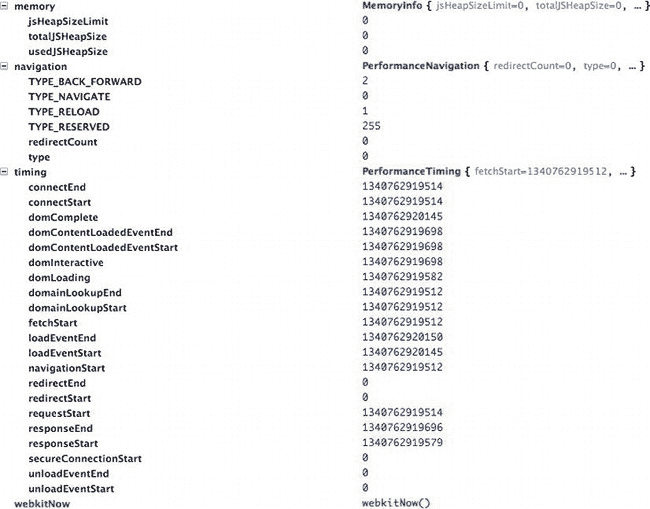 memory MemoryInfo { jsHeapSizeLimit=0, totalJSHeapSize=0, … }
jsHeapSizeLimit 0
totalJSHeapSize 0
usedJSHeapSize 0
navigation PerformanceNavigation { redirectCount=0, type=0, … }
TYPE_BACK_FORWARD 2
TYPE_NAVIGATE 0
TYPE_RELOAD 1
TYPE_RESERVED 255
redirectCount 0
type 0
timing PerformanceTiming { fetchStart=1340762919512, … }
connectEnd 1340762919514
connectStart 1340762919514
domComplete 1340762920145
domContentLoadedEventEnd 1340762919698
domContentLoadedEventStart 1340762919698
domInteractive 1340762919698
domLoading 1340762919582
domainLookupEnd 1340762919512
domainLookupStart 1340762919512
fetchStart 1340762919512
loadEventEnd 1340762920150
loadEventStart 1340762920145
navigationStart 1340762919512
redirectEnd 0
redirectStart 0
requestStart 1340762919514
responseEnd 1340762919696
responseStart 1340762919579
secureConnectionStart 0
unloadEventEnd 0
unloadEventStart 0
webkitNow webkitNow()